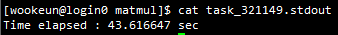 [wookeun@login0 matmul]$ cat task_321149.stdout
Time elapsed : 43.616647 sec